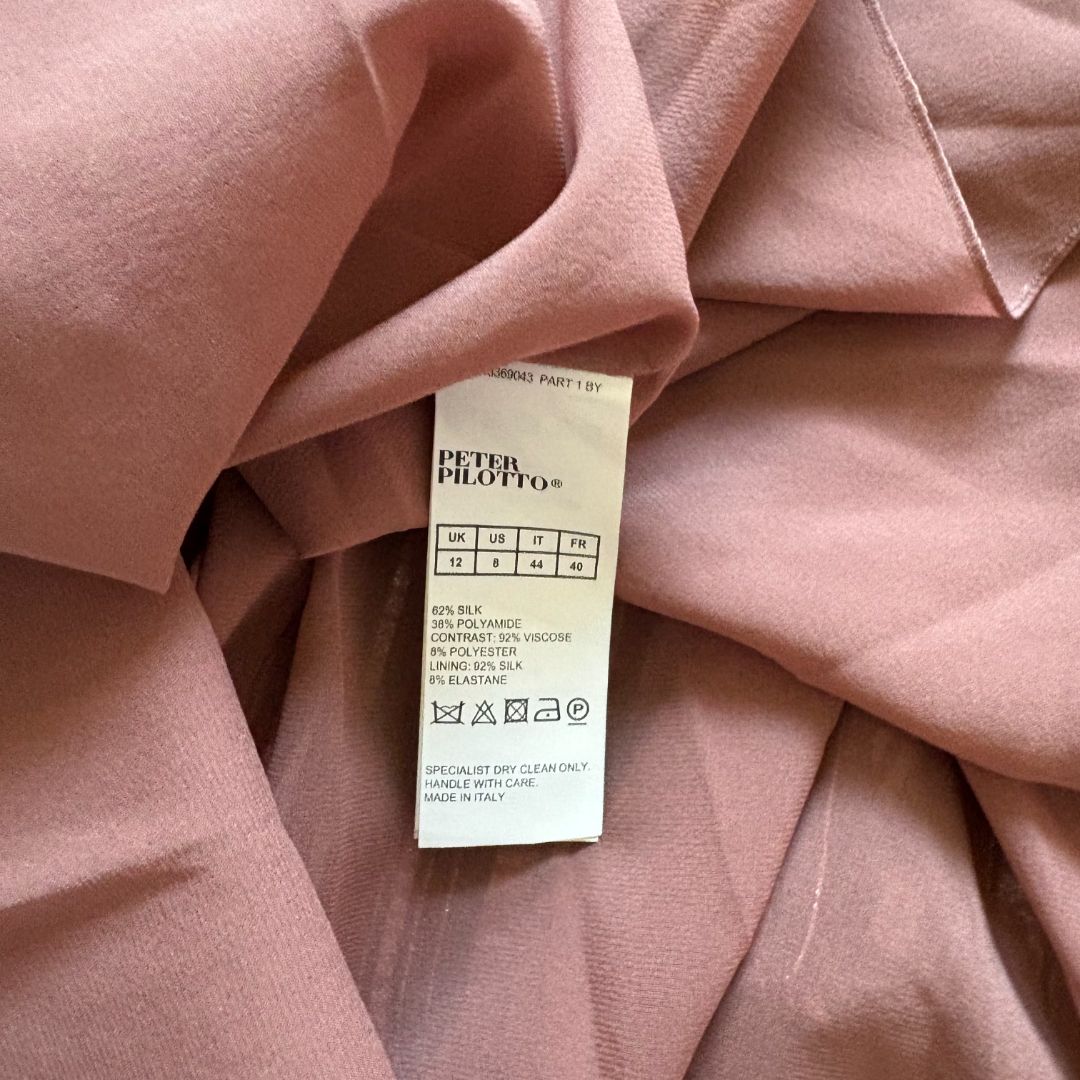 PART 1 BY
PETER
PILOTTO®
UK US IT FR
12 8 44 40
62% SILK
38% POLYAMIDE
CONTRAST: 92% VISCOSE
8% POLYESTER
LINING: 92% SILK
8% ELASTANE
P
SPECIALIST DRY CLEAN ONLY.
HANDLE WITH CARE.
MADE IN ITALY